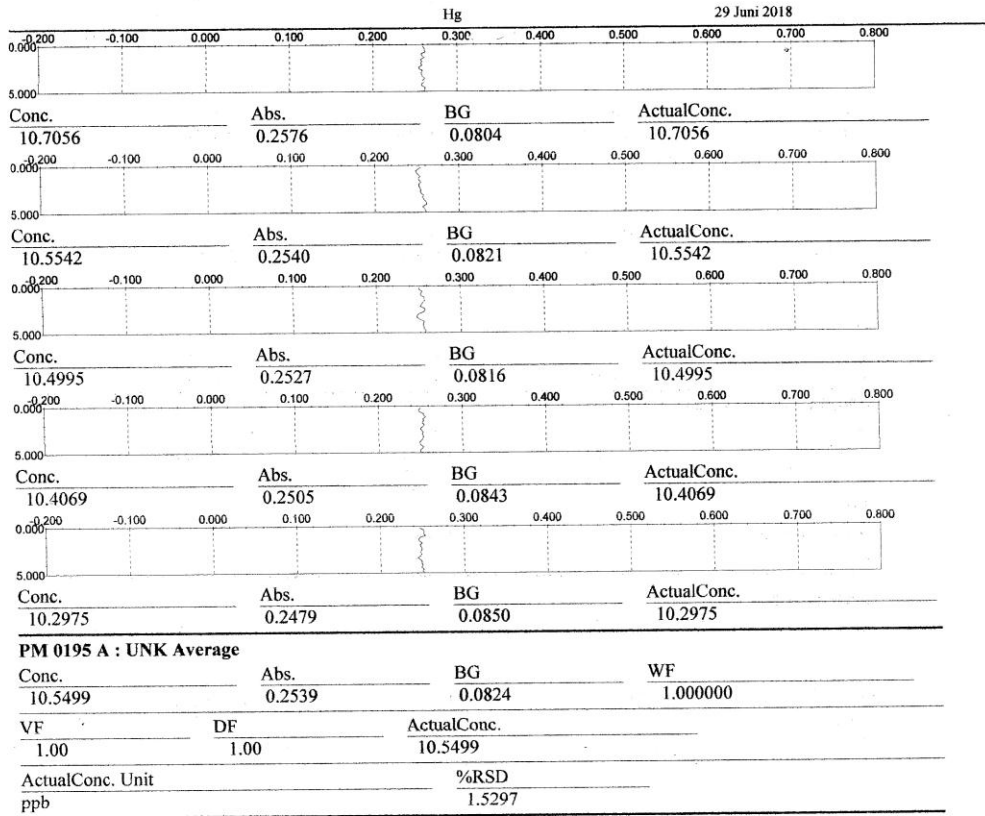 Hg 29 Juni 2018
-0.200 -0.100 0.000 0.100 0.200 0.300 0.400 0.500 0.600 0.700 0.800
0.000
5.000
Conc. Abs. BG ActualConc.
10.7056 0.2576 0.0804 10.7056
-0.200 -0.100 0.000 0.100 0.200 0.300 0.400 0.500 0.600 0.700 0.800
0.000
5.000
Conc. Abs. BG ActualConc.
10.5542 0.2540 0.0821 10.5542
-0.200 -0.100 0.000 0.100 0.200 0.300 0.400 0.500 0.600 0.700 0.800
0.000
5.000
Conc. Abs. BG ActualConc.
10.4995 0.2527 0.0816 10.4995
-0.200 -0.100 0.000 0.100 0.200 0.300 0.400 0.500 0.600 0.700 0.800
0.000
5.000
Conc. Abs. BG ActualConc.
10.4069 0.2505 0.0843 10.4069
-0.200 -0.100 0.000 0.100 0.200 0.300 0.400 0.500 0.600 0.700 0.800
0.000
5.000
Conc. Abs. BG ActualConc.
10.2975 0.2479 0.0850 10.2975
PM 0195 A : UNK Average
Conc. Abs. BG WF
10.5499 0.2539 0.0824 1.000000
VF DF ActualConc.
1.00 1.00 10.5499
ActualConc. Unit %RSD
ppb 1.5297